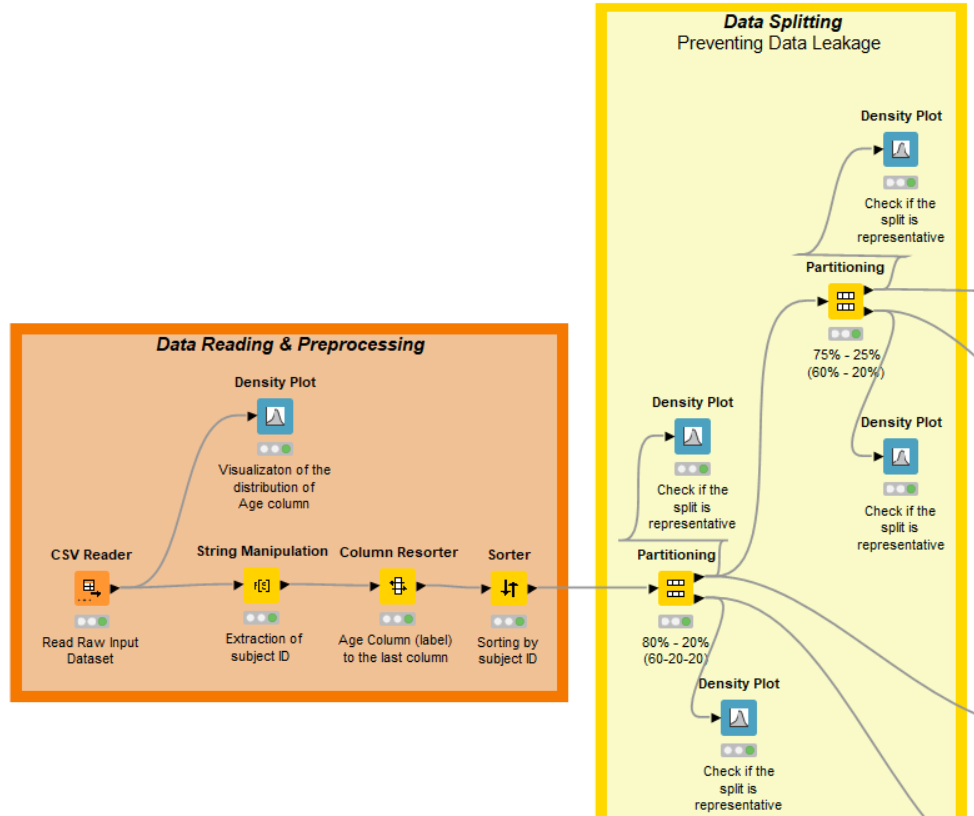 Data Splitting
Preventing Data Leakage
Density Plot
Check if the
split is
representative
Partitioning
75% - 25%
(60% - 20%)
Density Plot
Check if the
split is
representative
Density Plot
Check if the
split is
representative
Partitioning
80% - 20%
(60-20-20)
Density Plot
Check if the
split is
representative
Data Reading & Preprocessing
Density Plot
Visualizaton of the
distribution of
Age column
CSV Reader
Read Raw Input
Dataset
String Manipulation
f[s]
Extraction of
subject ID
Column Resorter
Age Column (label)
to the last column
Sorter
Sorting by
subject ID